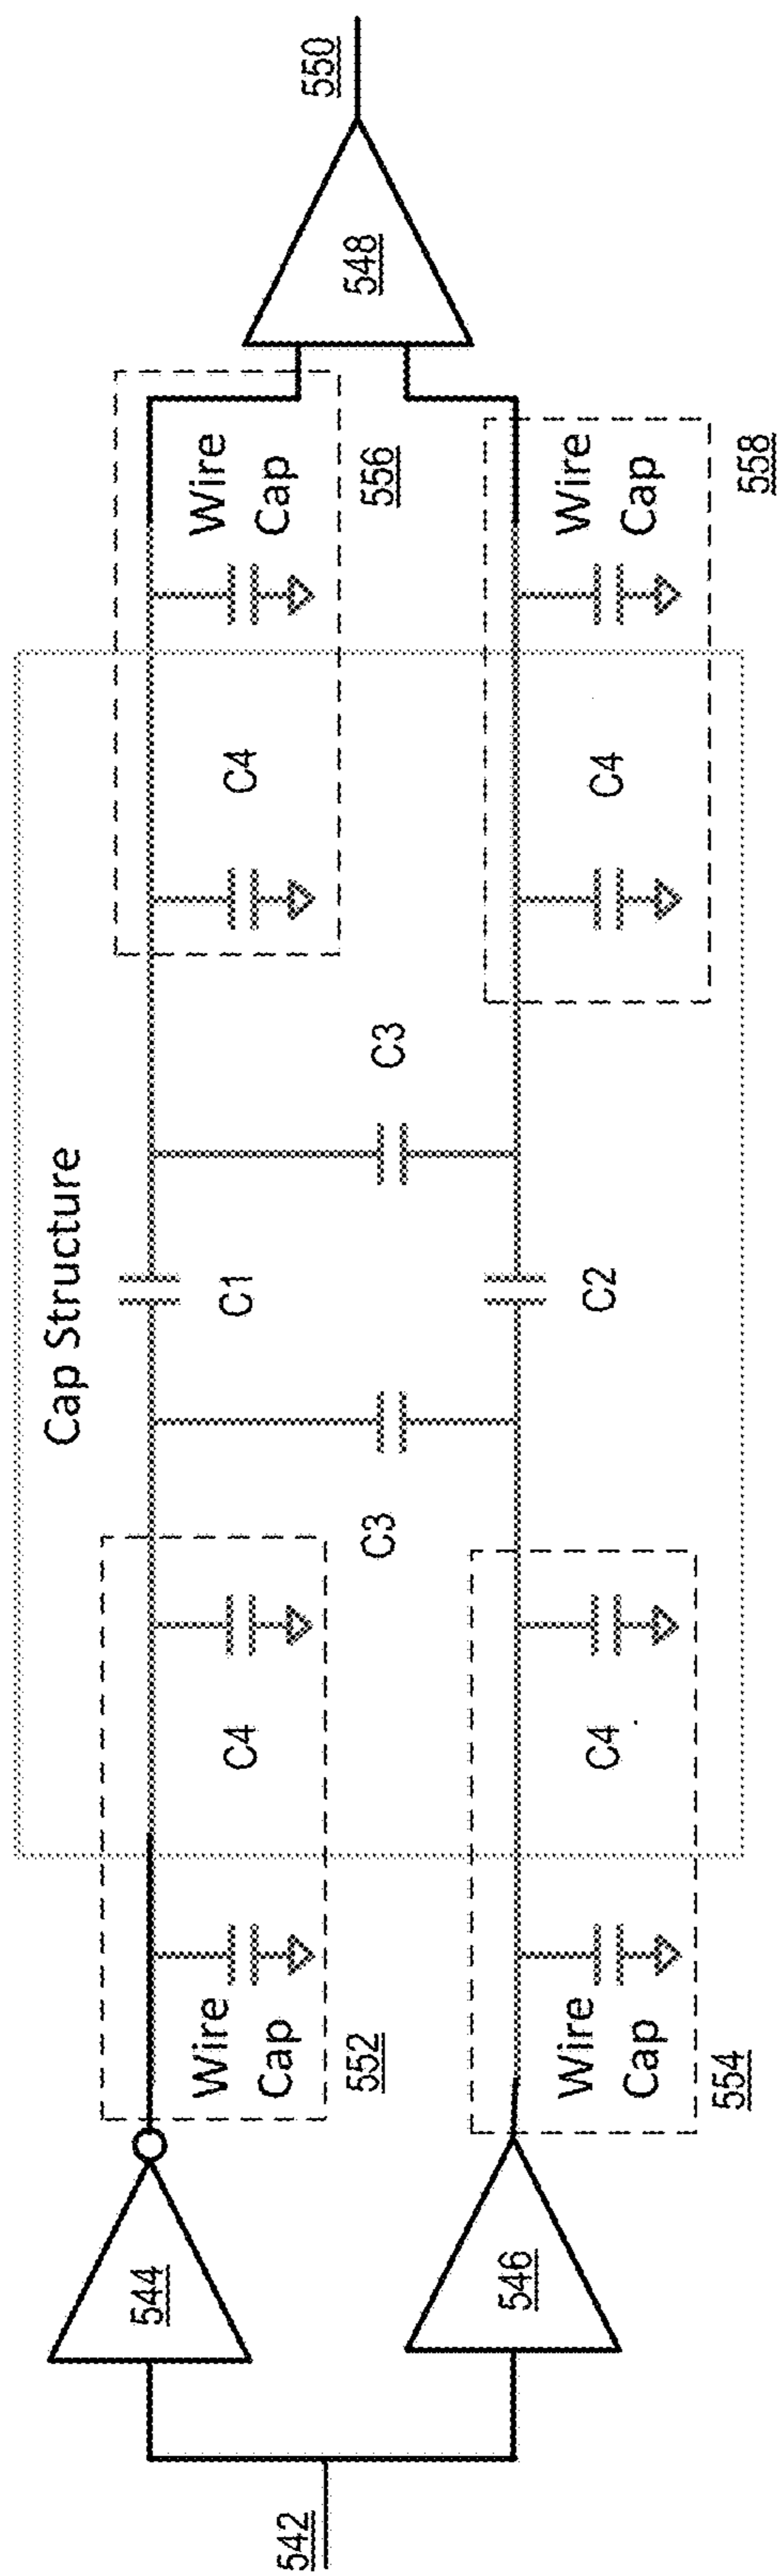 Cap Structure
542
544
546
Wire
Cap
552
Wire
Cap
554
C4
C4
C3
C1
C2
C3
C4
C4
Wire
Cap
556
Wire
Cap
558
548
550